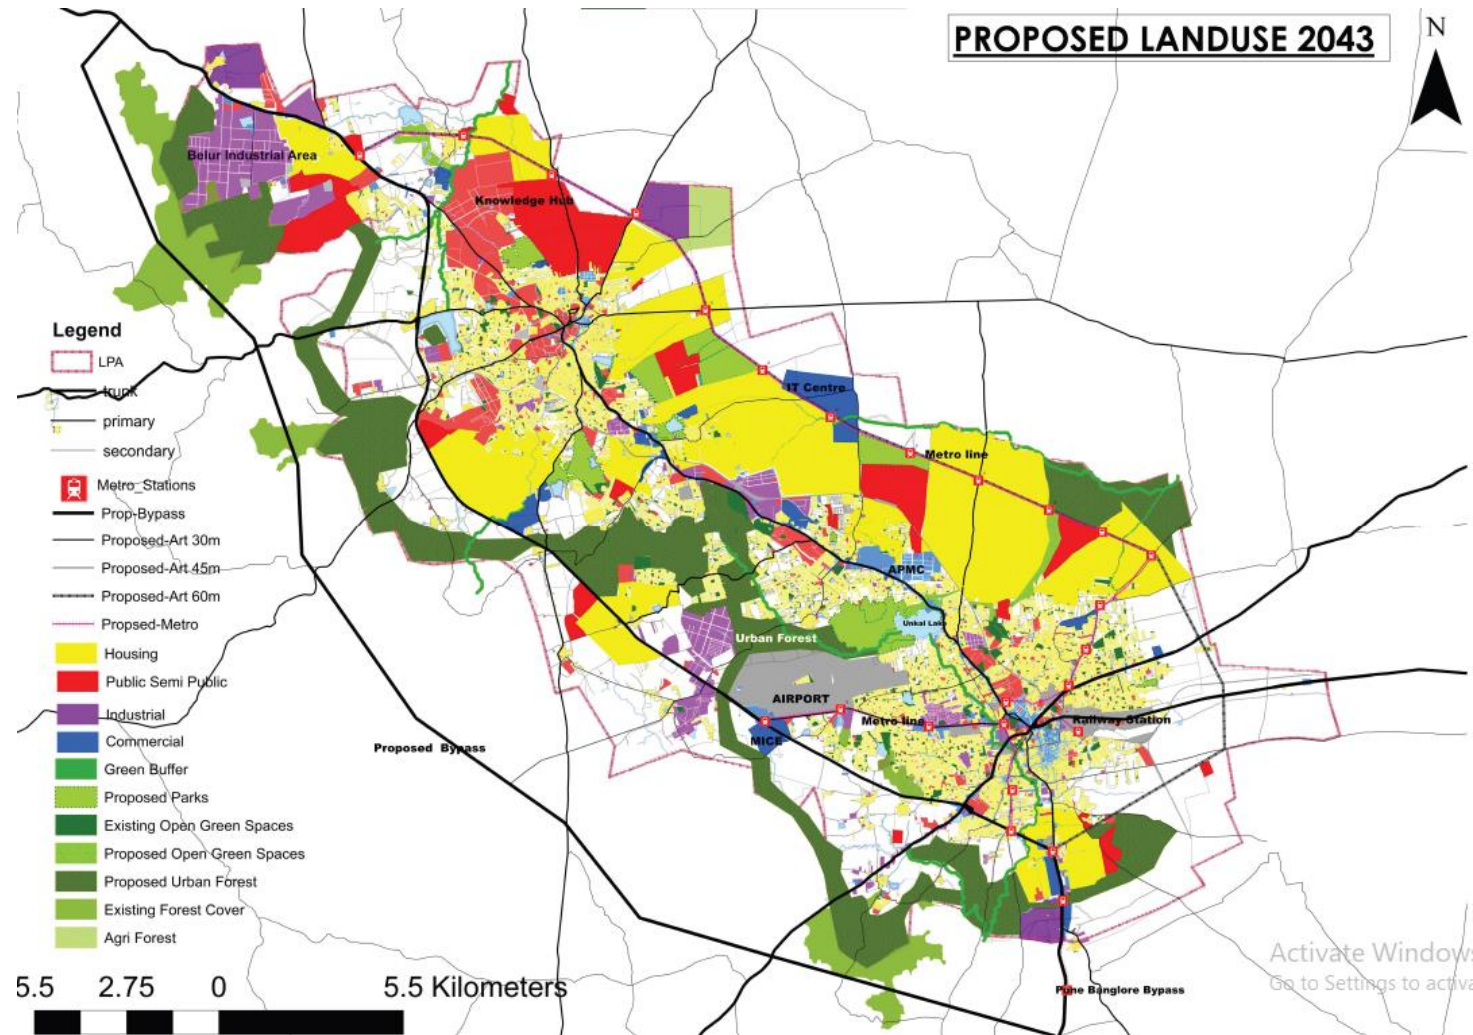 PROPOSED LANDUSE 2043
N
Belur Industrial Area
Knowledge Hub
IT Centre
Metro line
APMC
Unkal Lake
Urban Forest
AIRPORT
Metro line
Railway Station
MICE
Proposed Bypass
Pune Banglore Bypass
Legend
LPA
trunk
primary
secondary
Metro_Stations
Prop-Bypass
Proposed-Art 30m
Proposed-Art 45m
Proposed-Art 60m
Propsed-Metro
Housing
Public Semi Public
Industrial
Commercial
Green Buffer
Proposed Parks
Existing Open Green Spaces
Proposed Open Green Spaces
Proposed Urban Forest
Existing Forest Cover
Agri Forest
5.5 2.75 0 5.5 Kilometers
Activate Windows
Go to Settings to activa